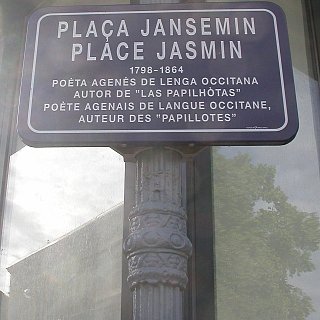 PLAÇA JANSEMIN
PLACE JASMIN
1798-1864
POÈTA AGENÉS DE LENGA OCCITANA
AUTOR DE "LAS PAPILHÒTAS"
POÈTE AGENAIS DE LANGUE OCCITANE,
AUTEUR DES "PAPILLOTES"